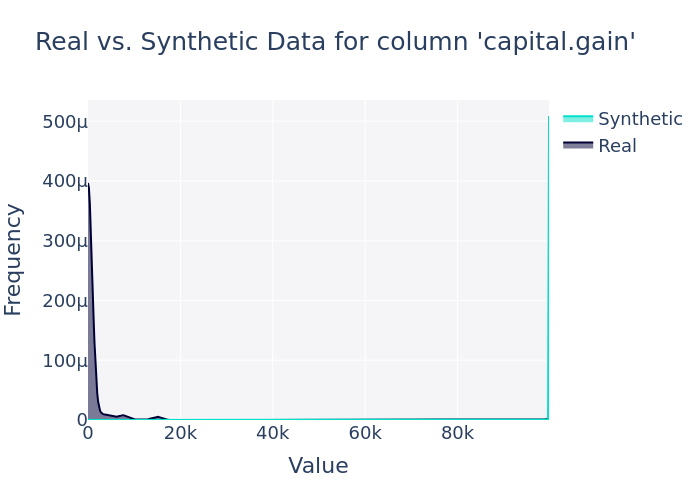 Real vs. Synthetic Data for column 'capital.gain'
Synthetic
Real
Frequency
500μ
400μ
300μ
200μ
100μ
0
0 20k 40k 60k 80k
Value